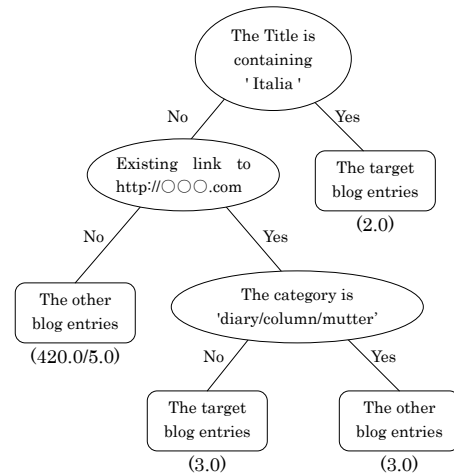 The Title is
containing
' Italia '
No
Yes
Existing link to
http://○○○.com
The target
blog entries
(2.0)
No
Yes
The other
blog entries
(420.0/5.0)
The category is
'diary/column/mutter’
No
Yes
The target
blog entries
(3.0)
The other
blog entries
(3.0)